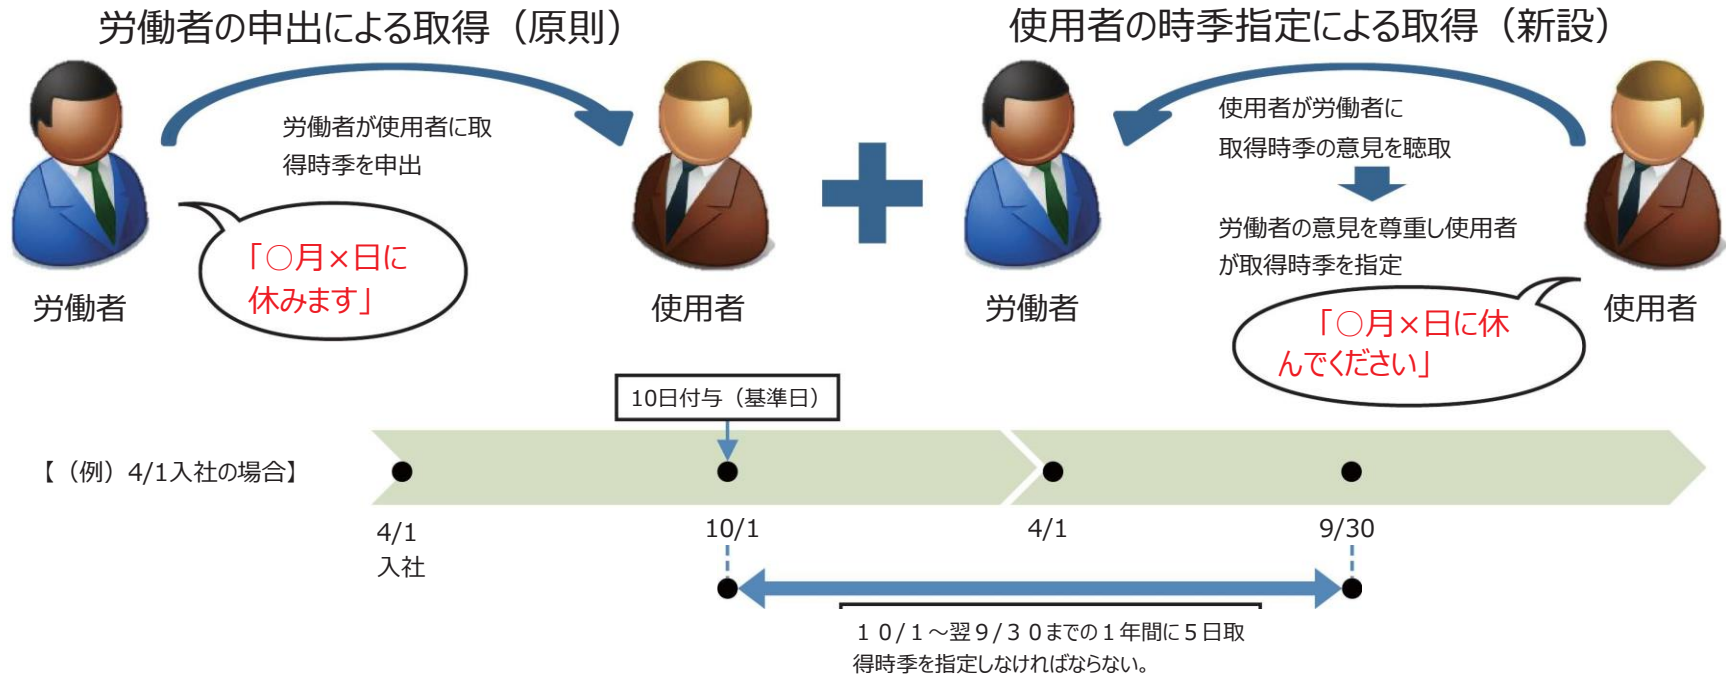 労働者の申出による取得（原則）
労働者が使用者に取
得時季を申出
「○月×日に
休みます」
労働者
使用者
使用者の時季指定による取得（新設）
使用者が労働者に
取得時季の意見を聴取
労働者の意見を尊重し使用者
が取得時季を指定
「○月×日に休
んでください」
労働者
使用者
10日付与（基準日）
【（例）4/1入社の場合】
4/1
入社
10/1
4/1
9/30
１０/１～翌９/３０までの１年間に５日取
得時季を指定しなければならない。